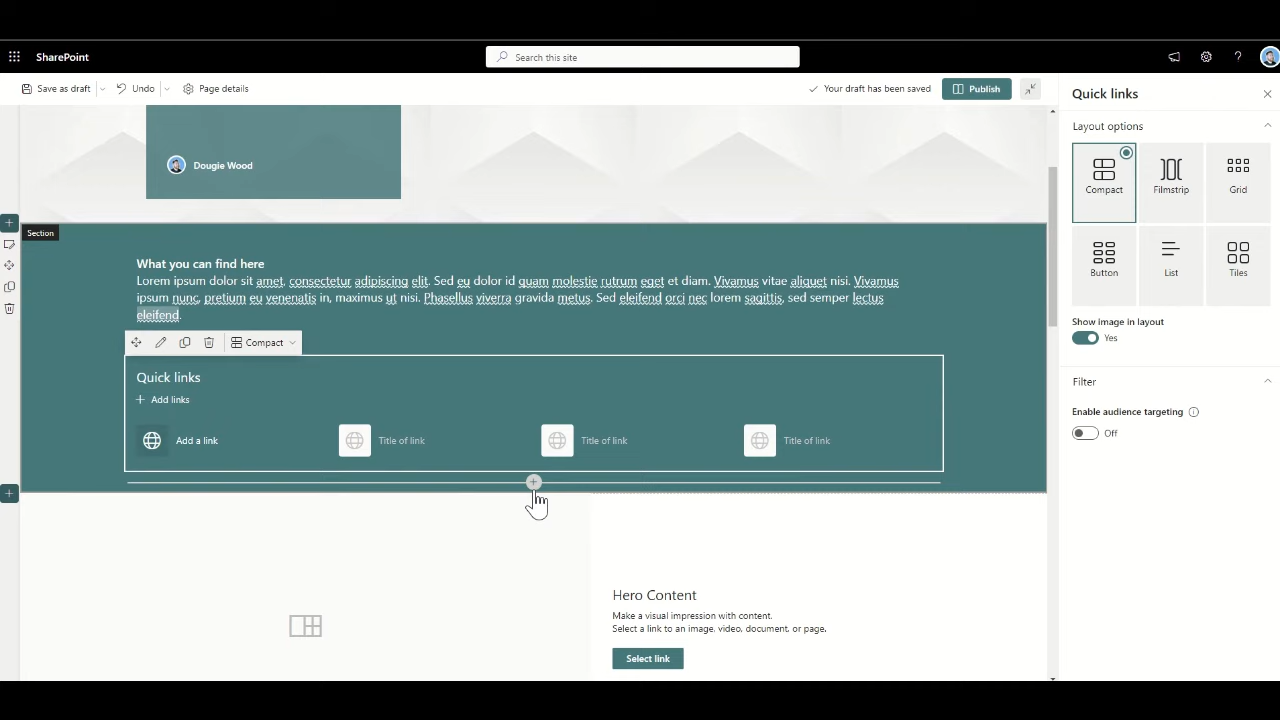 SharePoint
Search this site
Save as draft
Undo
Page details
Your draft has been saved
Publish
Dougie Wood
Section
What you can find here
Lorem ipsum dolor sit amet, consectetur adipiscing elit. Sed eu dolor id quam molestie rutrum eget et diam. Vivamus vitae aliquet nisi. Vivamus
ipsum nunc, pretium eu venenatis in, maximus ut nisi. Phasellus viverra gravida metus. Sed eleifend orci nec lorem sagittis, sed semper lectus
eleifend.
Compact
Quick links
Add links
Add a link
Title of link
Title of link
Title of link
Hero Content
Make a visual impression with content.
Select a link to an image, video, document, or page.
Select link
Quick links
Layout options
Compact
Filmstrip
Grid
Button
List
Tiles
Show image in layout
Yes
Filter
Enable audience targeting
Off